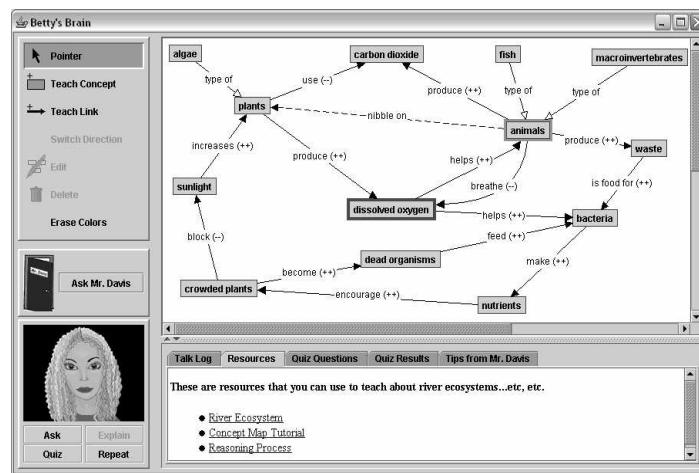 Betty's Brain
Pointer
Teach Concept
Teach Link
Switch Direction
Edit
Delete
Erase Colors
Ask Mr. Davis
Ask
Explain
Quiz
Repeat
algae
carbon dioxide
fish
macroinvertebrates
type of
use (--)
produce (++)
type of
type of
plants
nibble on
animals
produce (++)
waste
increases (++)
produce (++)
helps (++)
breathe (--)
is food for (++)
sunlight
dissolved oxygen
helps (++)
bacteria
block (--)
feed (++)
dead organisms
become (++)
make (++)
crowded plants
encourage (++)
nutrients
Talk Log
Resources
Quiz Questions
Quiz Results
Tips from Mr. Davis
These are resources that you can use to teach about river ecosystems...etc, etc.
River Ecosystem
Concept Map Tutorial
Reasoning Process